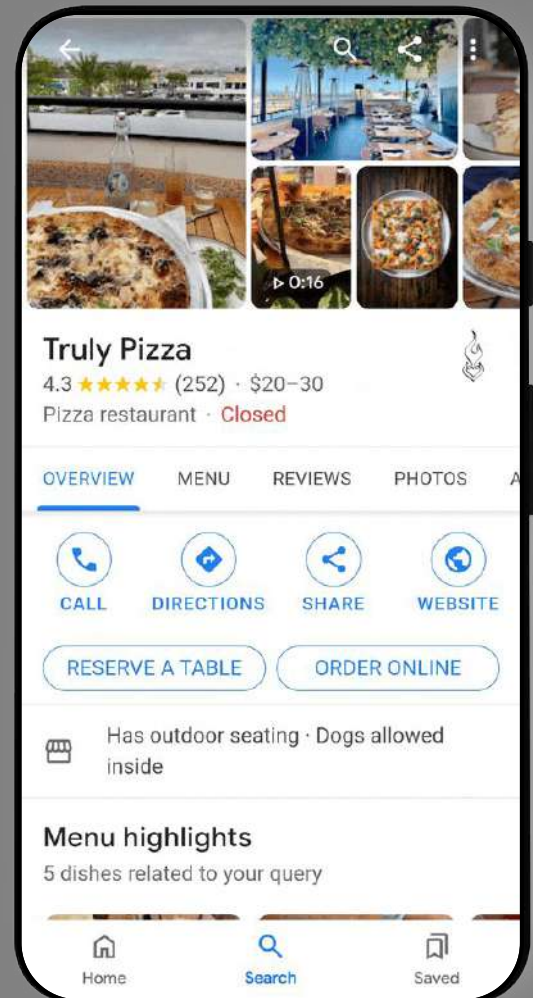 0:16
Truly Pizza
4.3 (252) · $20–30
Pizza restaurant · Closed
OVERVIEW MENU REVIEWS PHOTOS A
CALL DIRECTIONS SHARE WEBSITE
RESERVE A TABLE ORDER ONLINE
Has outdoor seating · Dogs allowed
inside
Menu highlights
5 dishes related to your query
Home Search Saved